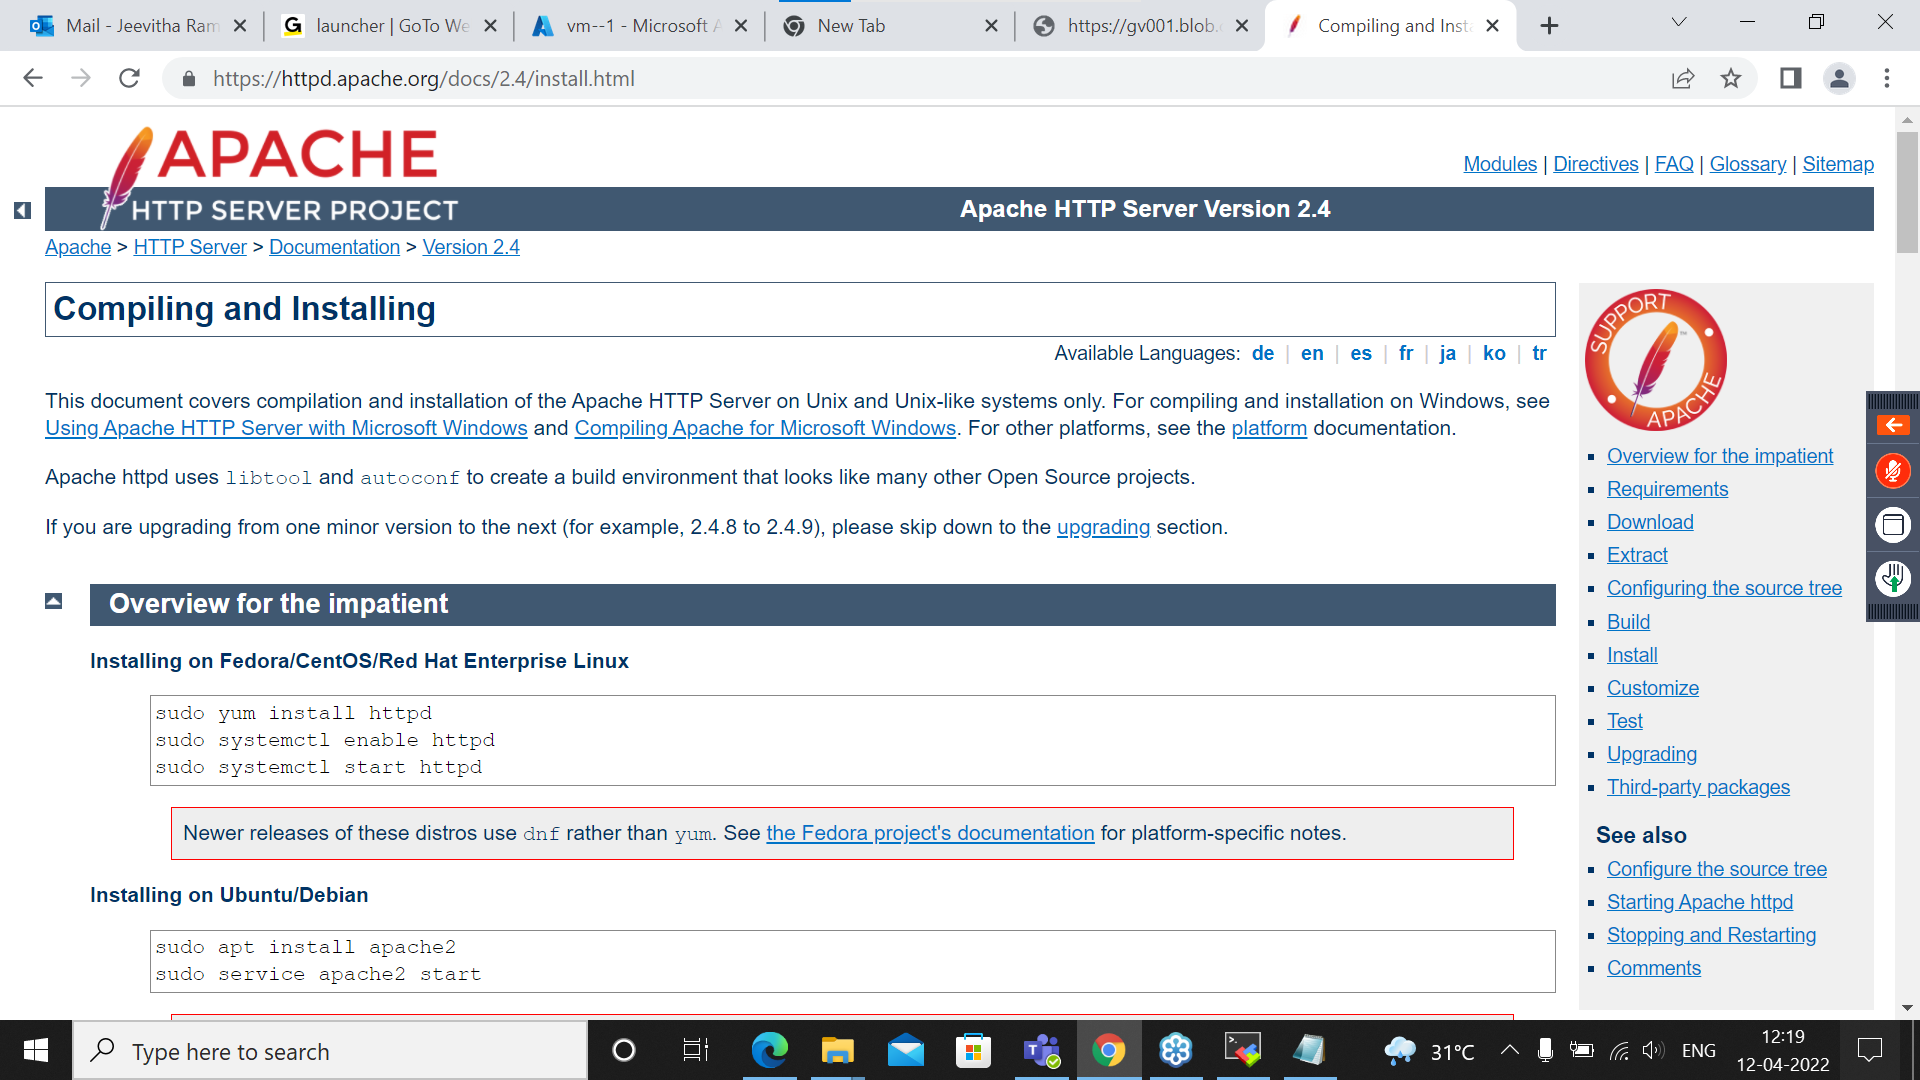 Mail - Jeevitha Ram
launcher | GoTo We
vm--1 - Microsoft A
New Tab
https://gv001.blob.
Compiling and Insta
https://httpd.apache.org/docs/2.4/install.html
APACHE
HTTP SERVER PROJECT
Modules | Directives | FAQ | Glossary | Sitemap
Apache HTTP Server Version 2.4
Apache > HTTP Server > Documentation > Version 2.4
Compiling and Installing
Available Languages: de | en | es | fr | ja | ko | tr
This document covers compilation and installation of the Apache HTTP Server on Unix and Unix-like systems only. For compiling and installation on Windows, see
Using Apache HTTP Server with Microsoft Windows and Compiling Apache for Microsoft Windows. For other platforms, see the platform documentation.
Apache httpd uses libtool and autoconf to create a build environment that looks like many other Open Source projects.
If you are upgrading from one minor version to the next (for example, 2.4.8 to 2.4.9), please skip down to the upgrading section.
Overview for the impatient
Installing on Fedora/CentOS/Red Hat Enterprise Linux
sudo yum install httpd
sudo systemctl enable httpd
sudo systemctl start httpd
Newer releases of these distros use dnf rather than yum. See the Fedora project's documentation for platform-specific notes.
Installing on Ubuntu/Debian
sudo apt install apache2
sudo service apache2 start
SUPPORT
APACHE
Overview for the impatient
Requirements
Download
Extract
Configuring the source tree
Build
Install
Customize
Test
Upgrading
Third-party packages
See also
Configure the source tree
Starting Apache httpd
Stopping and Restarting
Comments
Type here to search
31°C
ENG
12:19
12-04-2022